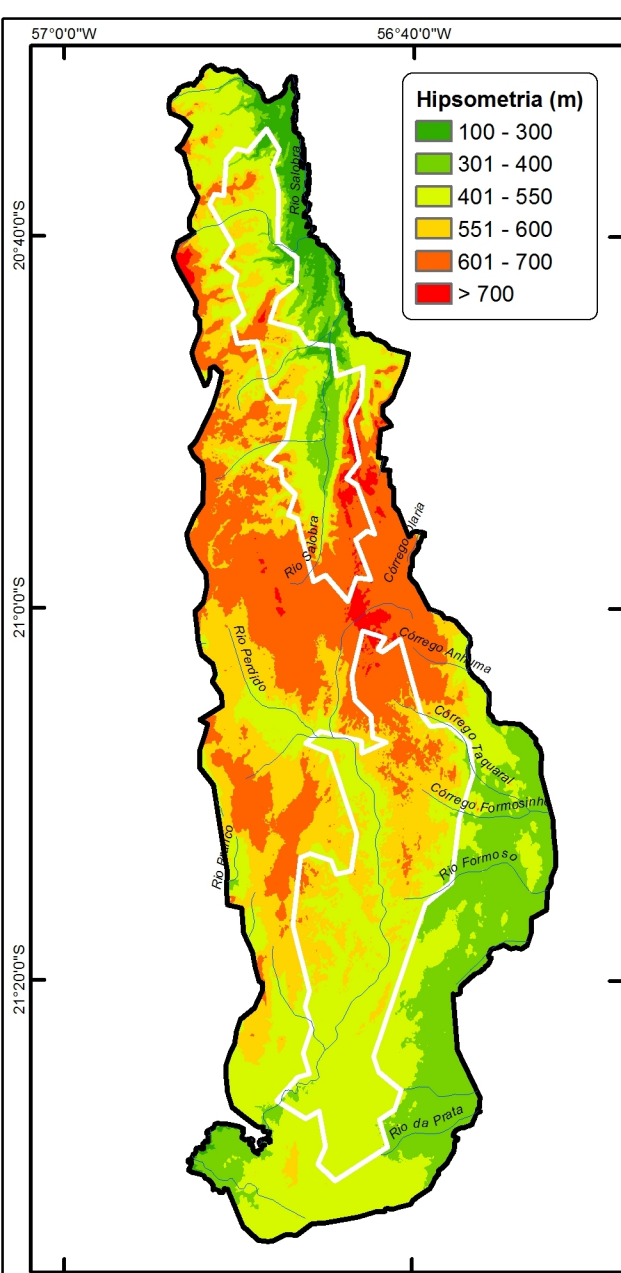 57°0'0"W
56°40'0"W
Hipsometria (m)
100 - 300
301 - 400
401 - 550
551 - 600
601 - 700
> 700
20°40'0"S
Rio Salobra
Rio Salobra
Córrego Olaria
21°0'0"S
Rio Perdido
Córrego Anhuma
Córrego Taquaral
Córrego Formosinho
Rio Branco
Rio Formoso
21°20'0"S
Rio da Prata